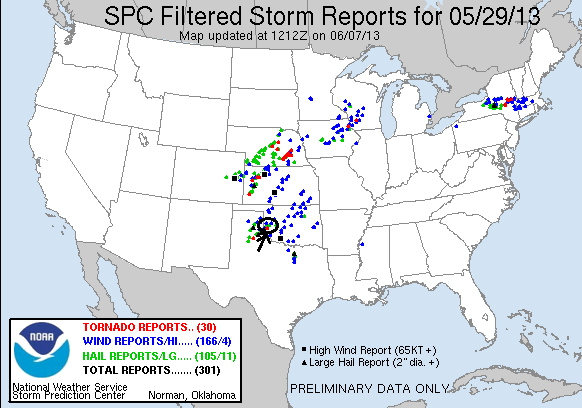 SPC Filtered Storm Reports for 05/29/13
Map updated at 1212Z on 06/07/13
NOAA
TORNADO REPORTS.. (30)
WIND REPORTS/HI..... (166/4)
HAIL REPORTS/LG..... (105/11)
TOTAL REPORTS....... (301)
National Weather Service
Storm Prediction Center Norman, Oklahoma
High Wind Report (65KT +)
Large Hail Report (2" dia. +)
PRELIMINARY DATA ONLY